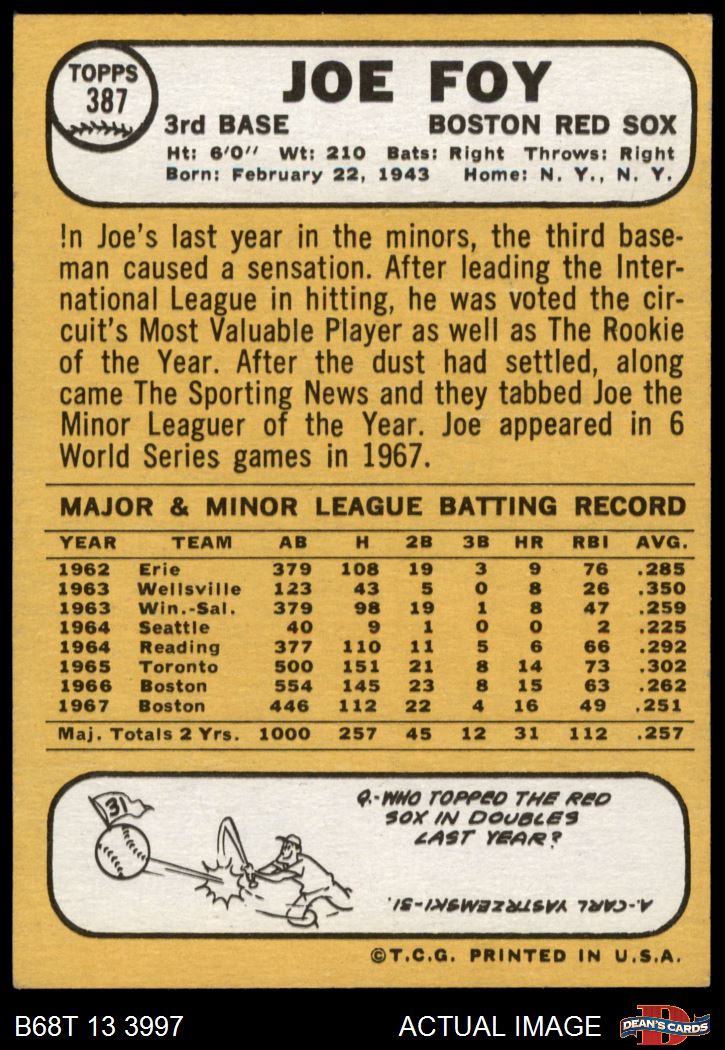 TOPPS
387
JOE FOY
3rd BASE BOSTON RED SOX
Ht: 6'0" Wt: 210 Bats: Right Throws: Right
Born: February 22, 1943 Home: N. Y., N. Y.
!n Joe's last year in the minors, the third base-
man caused a sensation. After leading the Inter-
national League in hitting, he was voted the cir-
cuit's Most Valuable Player as well as The Rookie
of the Year. After the dust had settled, along
came The Sporting News and they tabbed Joe the
Minor Leaguer of the Year. Joe appeared in 6
World Series games in 1967.
MAJOR & MINOR LEAGUE BATTING RECORD
YEAR TEAM AB H 2B 3B HR RBI AVG.
1962 Erie 379 108 19 3 9 76 .285
1963 Wellsville 123 43 5 0 8 26 .350
1963 Win.-Sal. 379 98 19 1 8 47 .259
1964 Seattle 40 9 1 0 0 2 .225
1964 Reading 377 110 11 5 6 66 .292
1965 Toronto 500 151 21 8 14 73 .302
1966 Boston 554 145 23 8 15 63 .262
1967 Boston 446 112 22 4 16 49 .251
Maj. Totals 2 Yrs. 1000 257 45 12 31 112 .257
31
Q.-WHO TOPPED THE RED
SOX IN DOUBLES
LAST YEAR?
A.-CARL YASTRZEMSKI-31.
©T.C.G. PRINTED IN U.S.A.
B68T 13 3997 ACTUAL IMAGE
D
DEAN'S CARDS